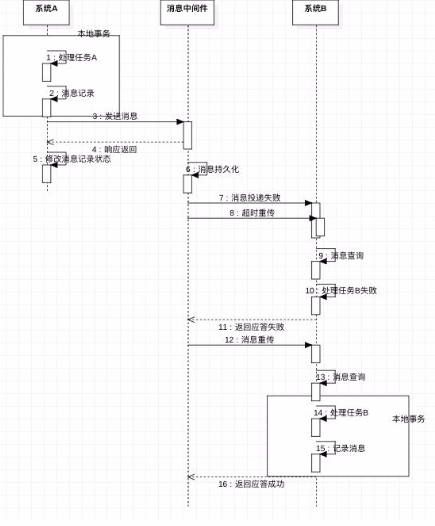 系统A
消息中间件
系统B
本地事务
1：处理任务A
2：消息记录
3：发送消息
4：响应返回
5：修改消息记录状态
6：消息持久化
7：消息投递失败
8：超时重传
9：消息查询
10：处理任务B失败
11：返回应答失败
12：消息重传
13：消息查询
14：处理任务B
本地事务
15：记录消息
16：返回应答成功